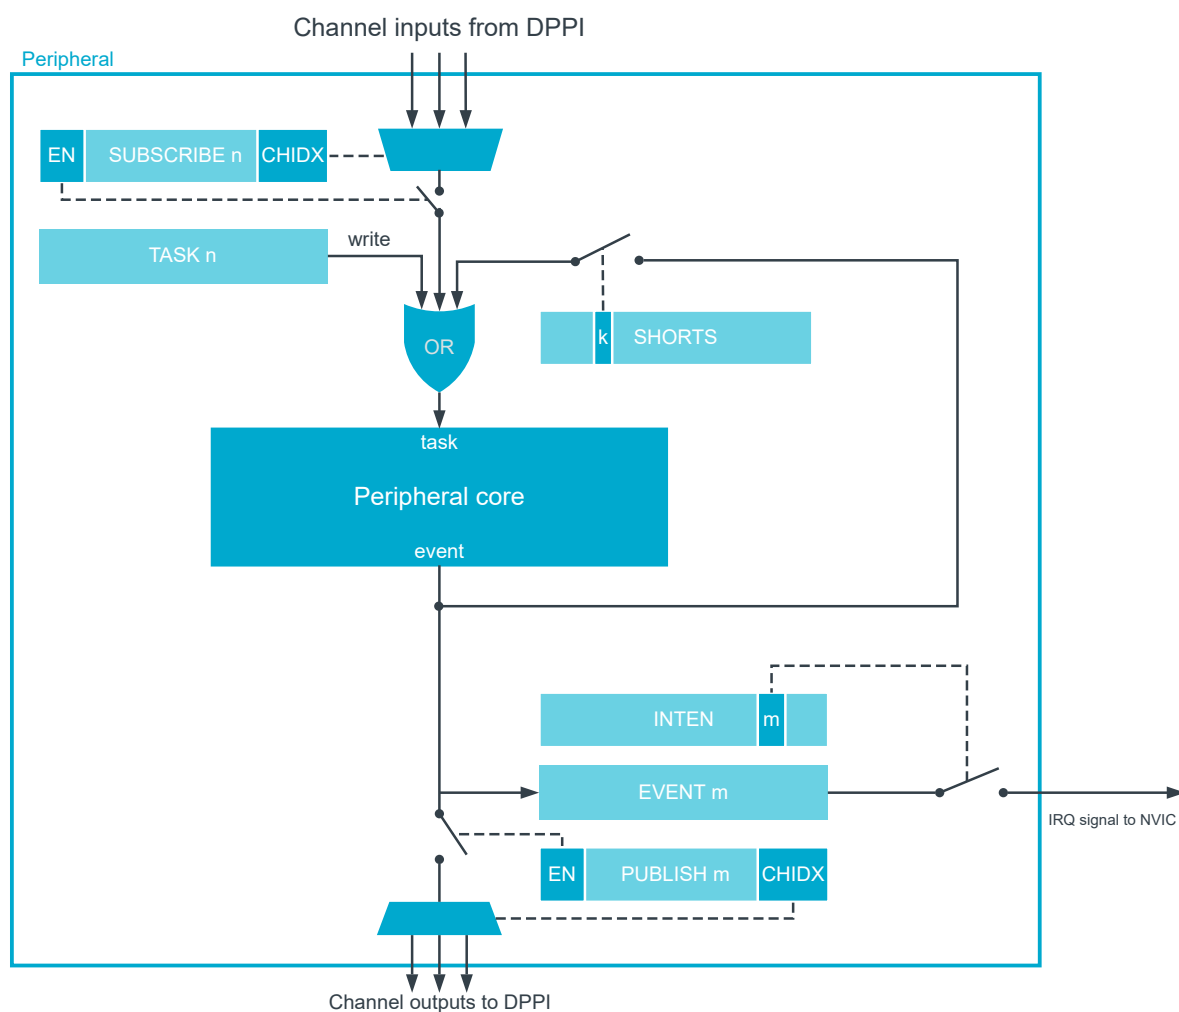 Channel inputs from DPPI
Peripheral
EN SUBSCRIBE n CHIDX
write
TASK n
k SHORTS
OR
task
Peripheral core
event
INTEN m
EVENT m
IRQ signal to NVIC
EN PUBLISH m CHIDX
Channel outputs to DPPI